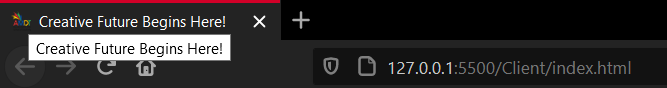 Creative Future Begins Here!
Creative Future Begins Here!
127.0.0.1:5500/Client/index.html